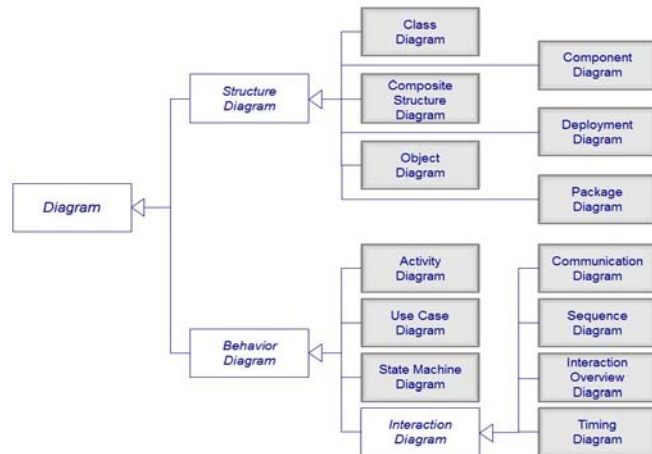 Class
Diagram
Component
Diagram
Structure
Diagram
Composite
Structure
Diagram
Deployment
Diagram
Object
Diagram
Package
Diagram
Diagram
Activity
Diagram
Communication
Diagram
Use Case
Diagram
Sequence
Diagram
Behavior
Diagram
State Machine
Diagram
Interaction
Overview
Diagram
Interaction
Diagram
Timing
Diagram